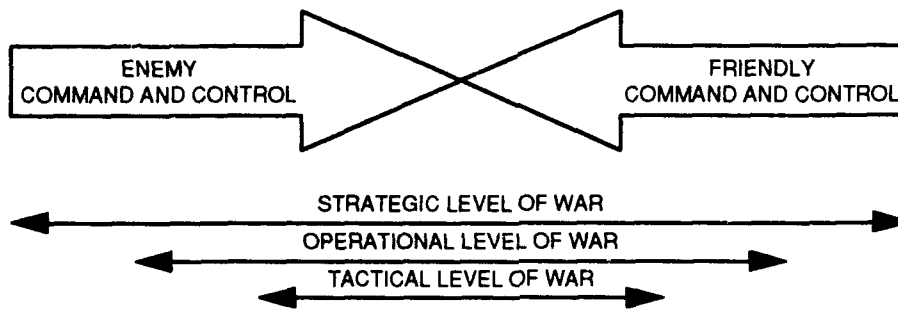 ENEMY
COMMAND AND CONTROL
FRIENDLY
COMMAND AND CONTROL
STRATEGIC LEVEL OF WAR
OPERATIONAL LEVEL OF WAR
TACTICAL LEVEL OF WAR